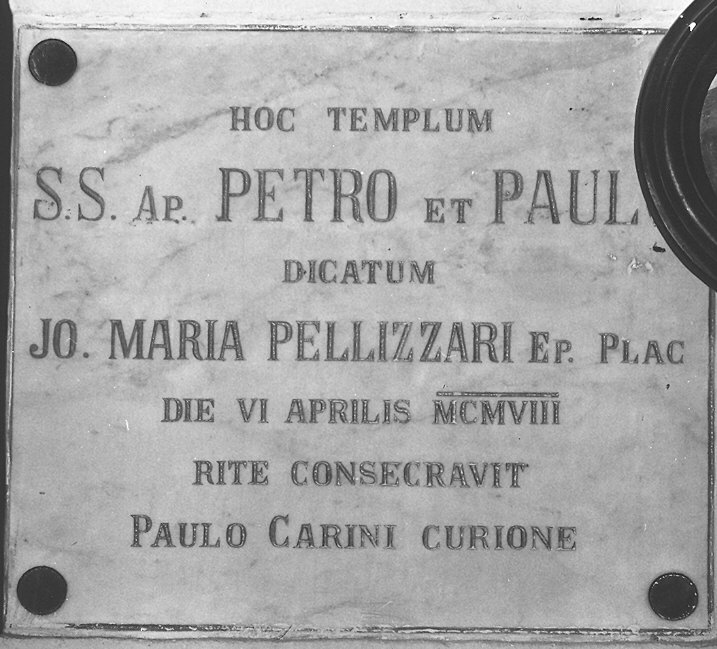 HOC TEMPLUM
S.S. AP. PETRO ET PAUL
DICATUM
JO. MARIA PELLIZZARI EP. PLAC
DIE VI APRILIS MCMVIII
RITE CONSECRAVIT
PAULO CARINI CURIONE